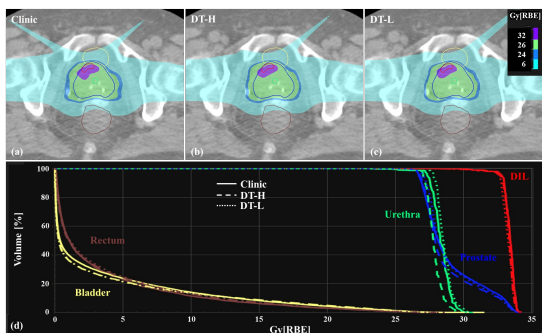 Clinic
DT-H
DT-L
Gy[RBE]
32
26
24
6
(a)
(b)
(c)
100
80
60
40
20
0
Volume [%]
Clinic
DT-H
DT-L
DIL
Urethra
Prostate
Rectum
Bladder
(d)
0
5
10
15
20
25
30
35
Gy[RBE]